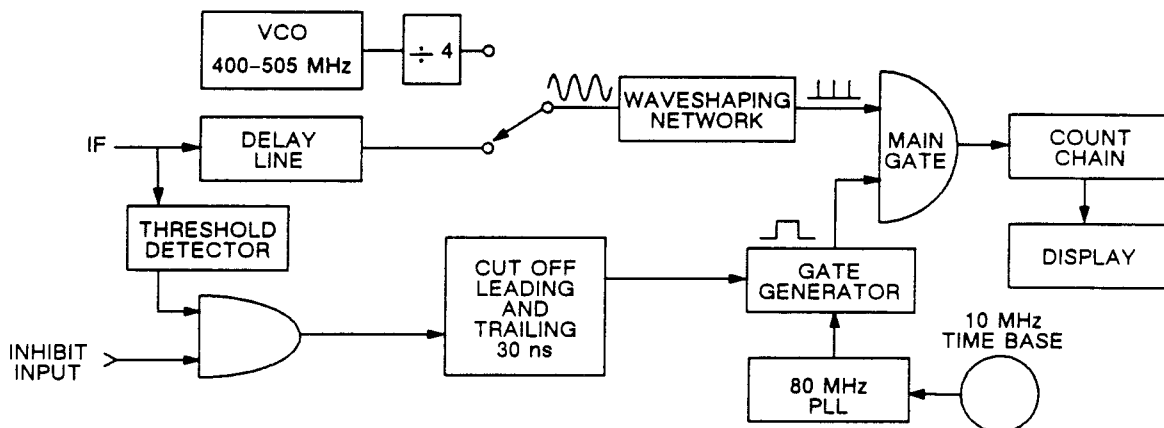 VCO
400–505 MHz
÷ 4
IF
DELAY
LINE
WAVESHAPING
NETWORK
MAIN
GATE
COUNT
CHAIN
THRESHOLD
DETECTOR
CUT OFF
LEADING
AND
TRAILING
30 ns
GATE
GENERATOR
DISPLAY
INHIBIT
INPUT
10 MHz
TIME BASE
80 MHz
PLL